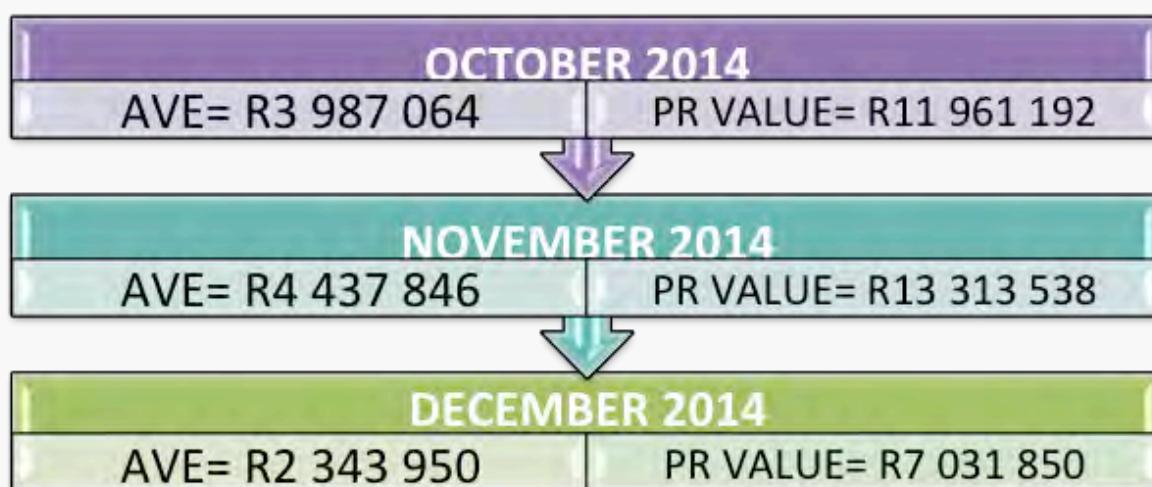 OCTOBER 2014
AVE= R3 987 064 PR VALUE= R11 961 192
NOVEMBER 2014
AVE= R4 437 846 PR VALUE= R13 313 538
DECEMBER 2014
AVE= R2 343 950 PR VALUE= R7 031 850